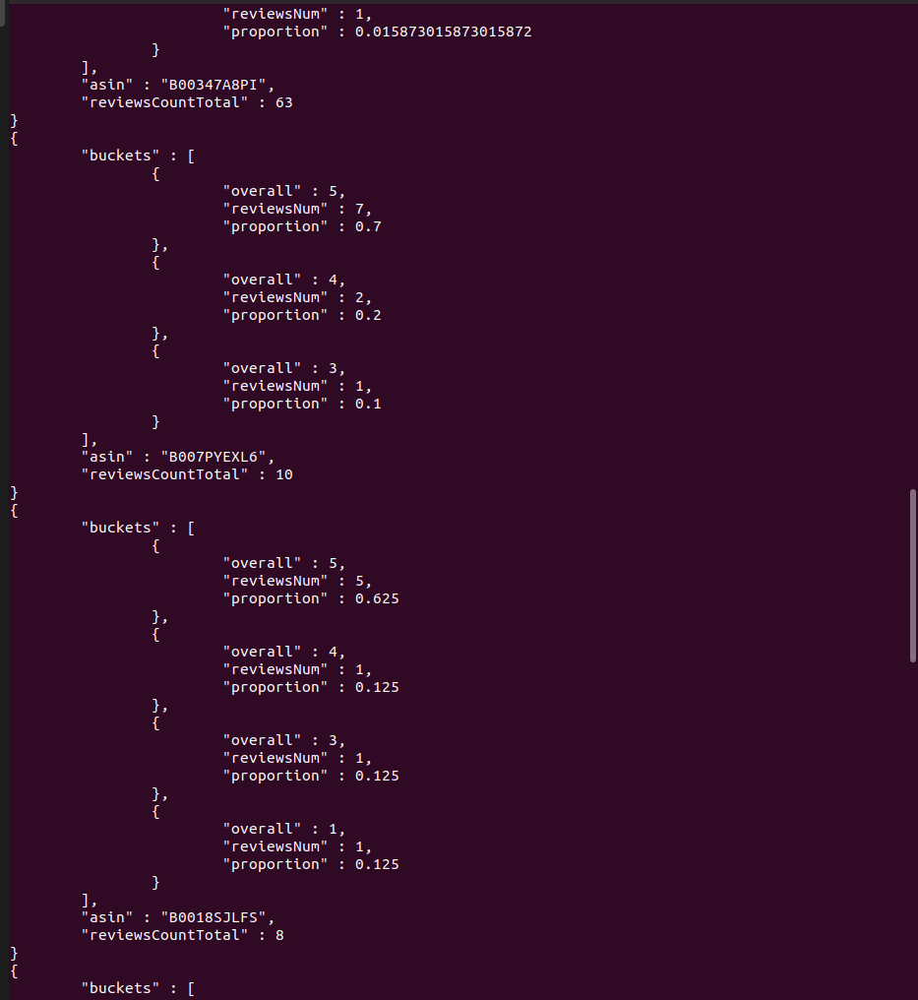 "reviewsNum" : 1,
"proportion" : 0.015873015873015872
}
],
"asin" : "B00347A8PI",
"reviewsCountTotal" : 63
}
{
"buckets" : [
{
"overall" : 5,
"reviewsNum" : 7,
"proportion" : 0.7
},
{
"overall" : 4,
"reviewsNum" : 2,
"proportion" : 0.2
},
{
"overall" : 3,
"reviewsNum" : 1,
"proportion" : 0.1
}
],
"asin" : "B007PYEXL6",
"reviewsCountTotal" : 10
}
{
"buckets" : [
{
"overall" : 5,
"reviewsNum" : 5,
"proportion" : 0.625
},
{
"overall" : 4,
"reviewsNum" : 1,
"proportion" : 0.125
},
{
"overall" : 3,
"reviewsNum" : 1,
"proportion" : 0.125
},
{
"overall" : 1,
"reviewsNum" : 1,
"proportion" : 0.125
}
],
"asin" : "B0018SJLFS",
"reviewsCountTotal" : 8
}
{
"buckets" : [